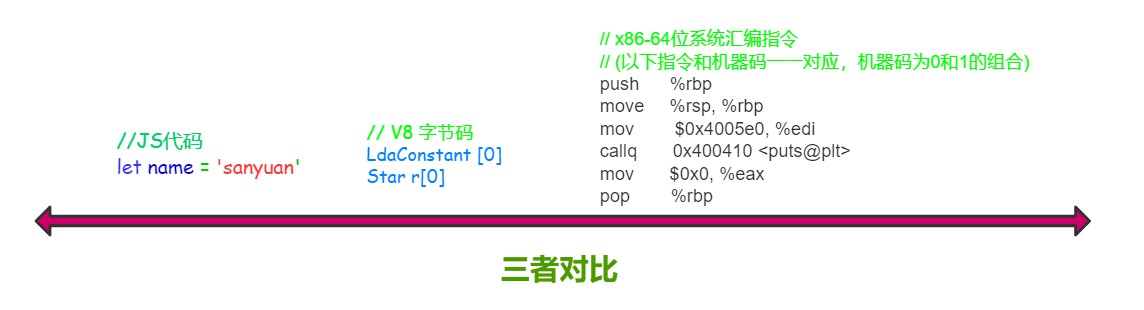 //JS代码
let name = 'sanyuan'
// V8 字节码
LdaConstant [0]
Star r[0]
// x86-64位系统汇编指令
// (以下指令和机器码一一对应，机器码为0和1的组合)
push %rbp
move %rsp, %rbp
mov $0x4005e0, %edi
callq 0x400410 <puts@plt>
mov $0x0, %eax
pop %rbp
三者对比